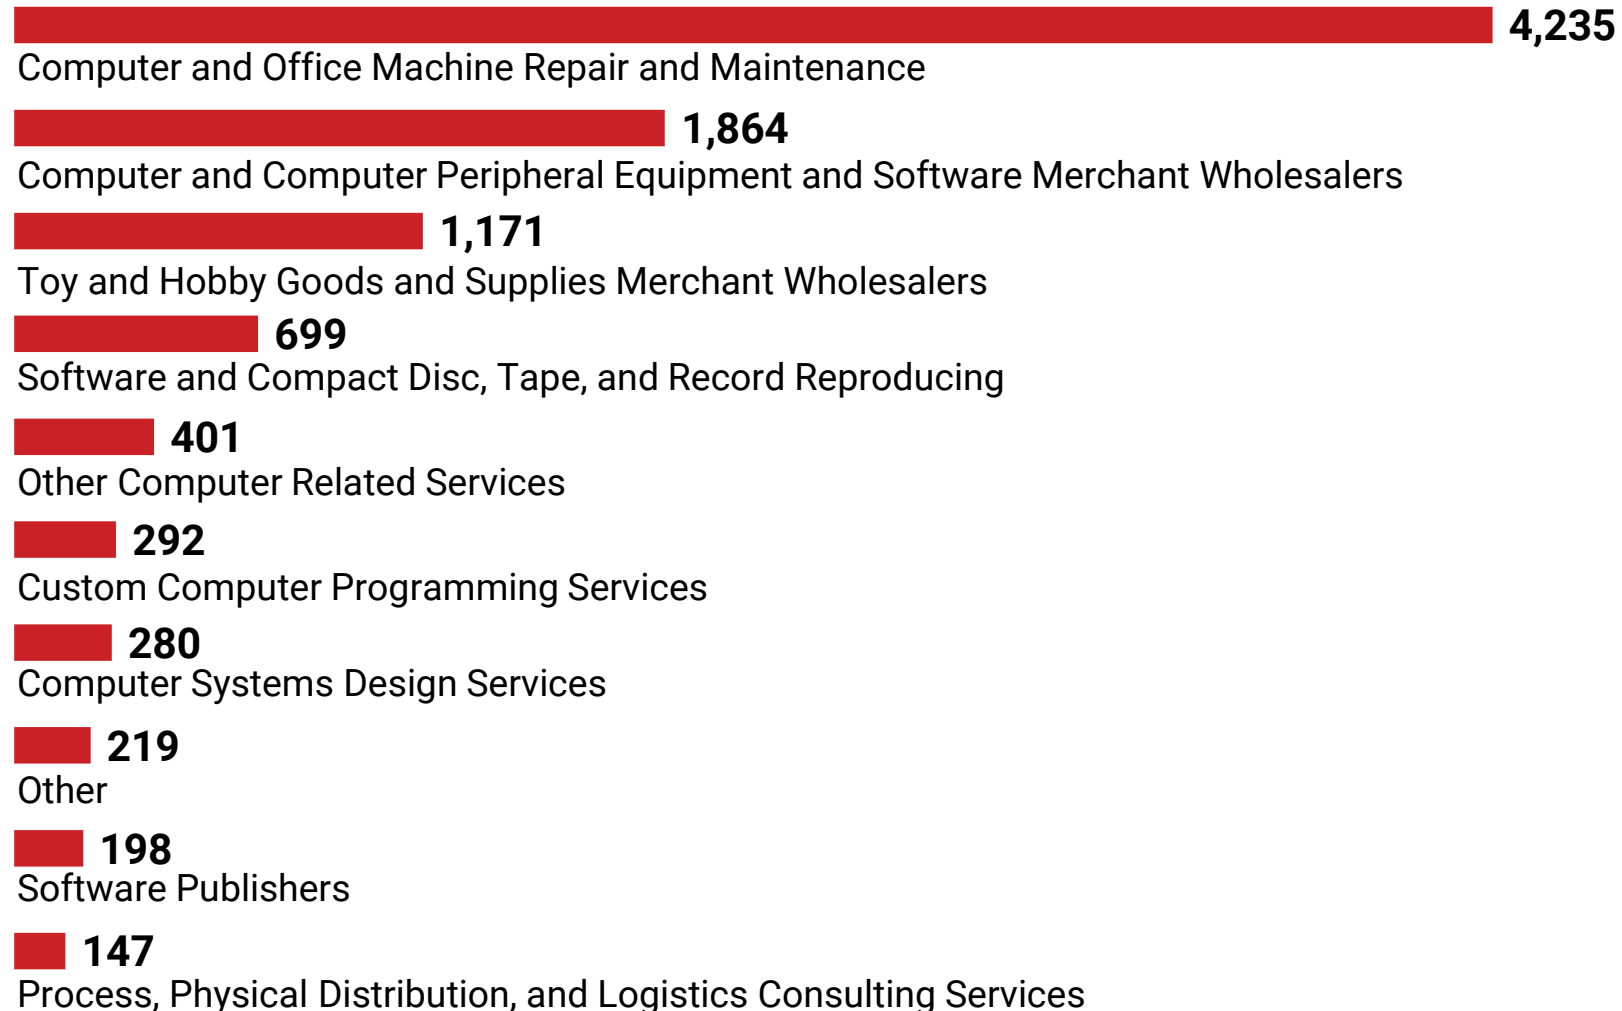 4,235
Computer and Office Machine Repair and Maintenance
1,864
Computer and Computer Peripheral Equipment and Software Merchant Wholesalers
1,171
Toy and Hobby Goods and Supplies Merchant Wholesalers
699
Software and Compact Disc, Tape, and Record Reproducing
401
Other Computer Related Services
292
Custom Computer Programming Services
280
Computer Systems Design Services
219
Other
198
Software Publishers
147
Process, Physical Distribution, and Logistics Consulting Services